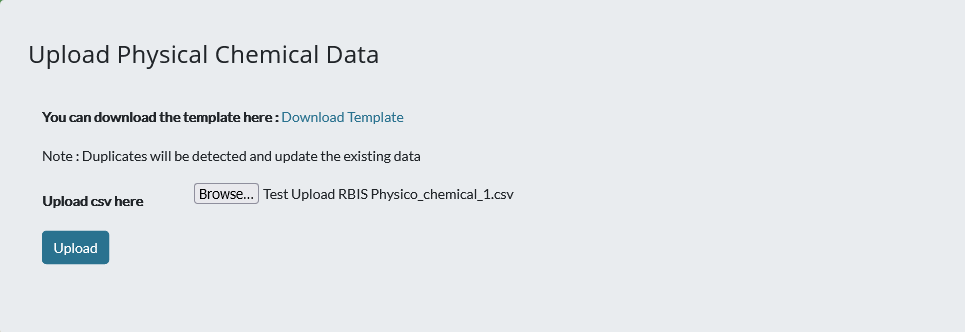 Upload Physical Chemical Data
You can download the template here : Download Template
Note : Duplicates will be detected and update the existing data
Upload csv here Browse... Test Upload RBIS Physico_chemical_1.csv
Upload